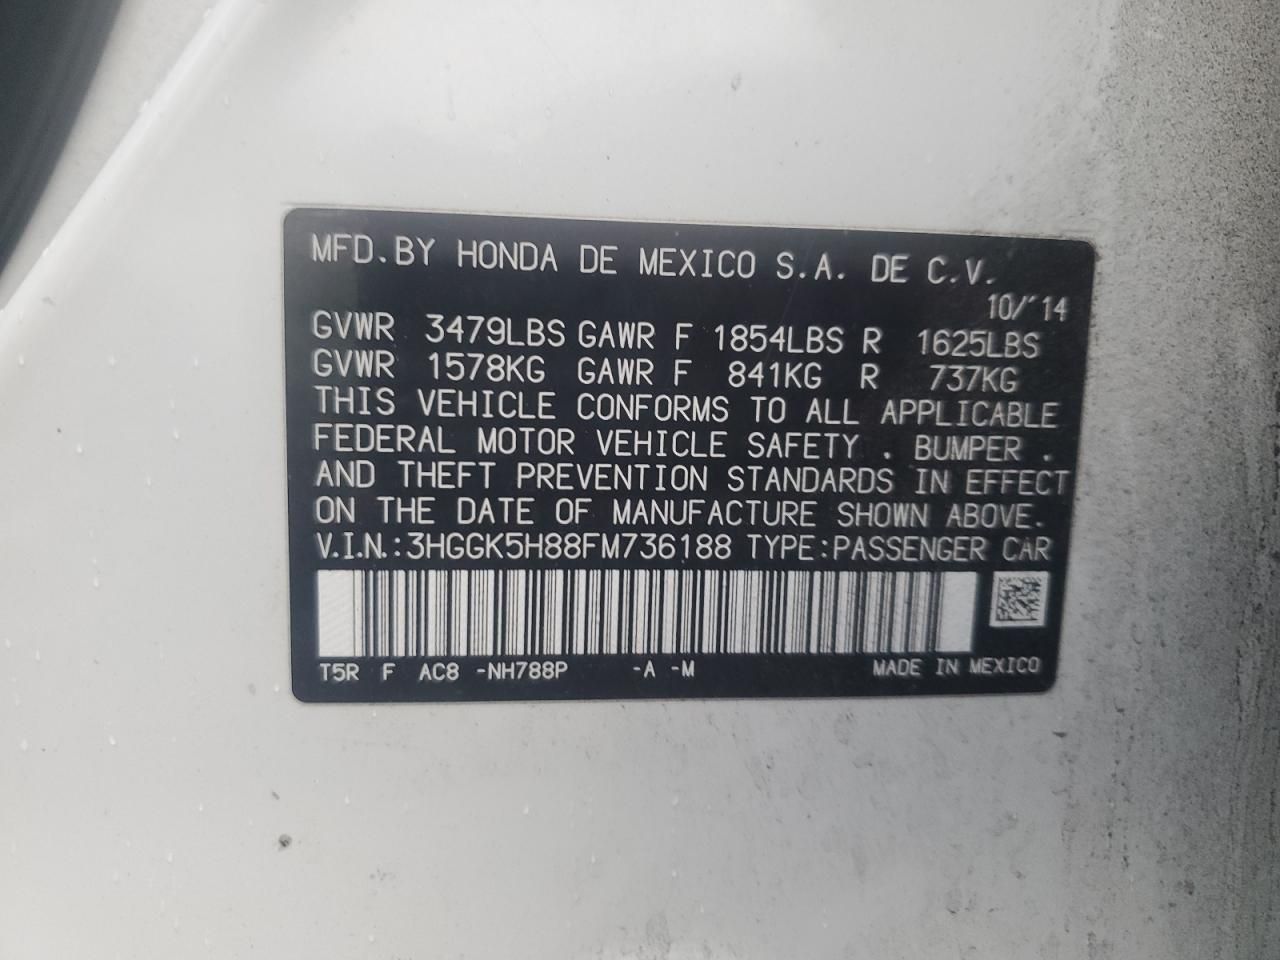 MFD.BY HONDA DE MEXICO S.A. DE C.V.
10/'14
GVWR 3479LBS GAWR F 1854LBS R 1625LBS
GVWR 1578KG GAWR F 841KG R 737KG
THIS VEHICLE CONFORMS TO ALL APPLICABLE
FEDERAL MOTOR VEHICLE SAFETY . BUMPER .
AND THEFT PREVENTION STANDARDS IN EFFECT
ON THE DATE OF MANUFACTURE SHOWN ABOVE.
V.I.N.:3HGGK5H88FM736188 TYPE:PASSENGER CAR
T5R F AC8 -NH788P -A -M MADE IN MEXICO